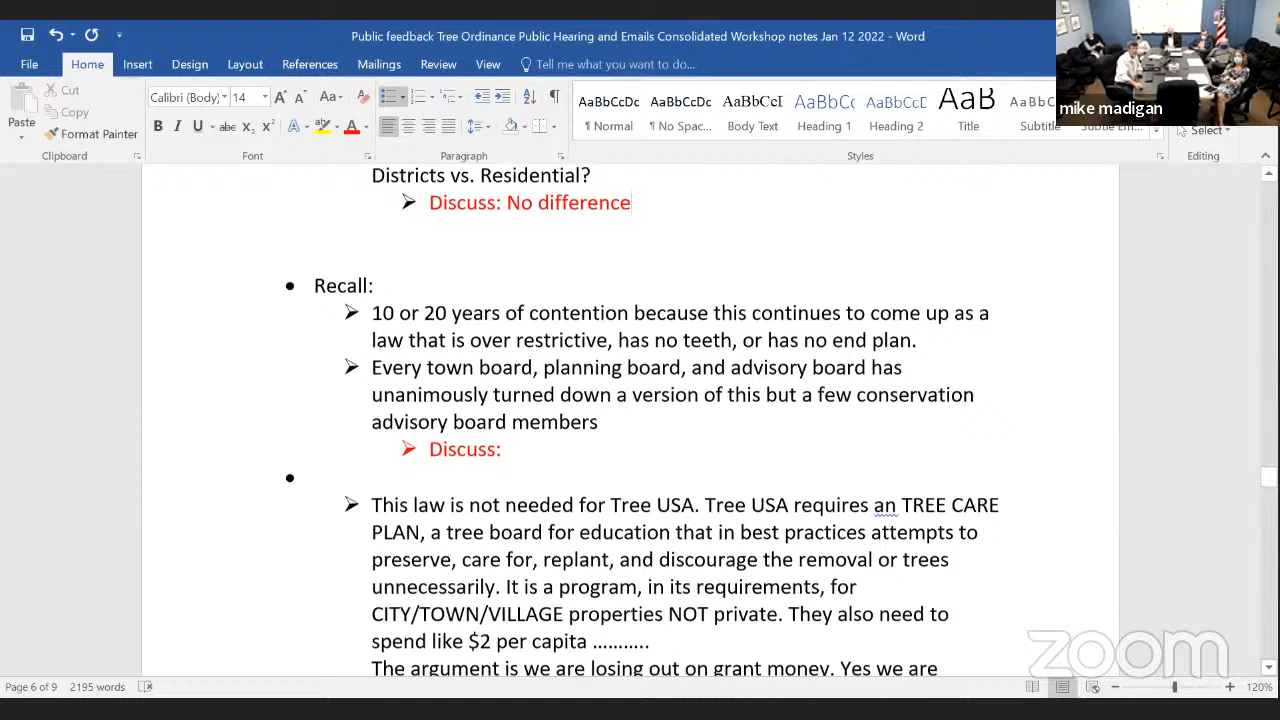 Public feedback Tree Ordinance Public Hearing and Emails Consolidated Workshop notes Jan 12 2022 - Word
File Home Insert Design Layout References Mailings Review View Tell me what you want to do...
mike madigan
Paste
Cut
Copy
Format Painter
Clipboard
Calibri (Body) 14
Font
Paragraph
AaBbCcDc AaBbCcDc AaBbCcI AaBbCc AaBbCcD AaB AaBbCcD
¶ Normal ¶ No Spac... Body Text Heading 1 Heading 2 Title Subtitle Subtle Em...
Styles
Select
Editing
Districts vs. Residential?
Discuss: No difference
Recall:
10 or 20 years of contention because this continues to come up as a
law that is over restrictive, has no teeth, or has no end plan.
Every town board, planning board, and advisory board has
unanimously turned down a version of this but a few conservation
advisory board members
Discuss:
This law is not needed for Tree USA. Tree USA requires an TREE CARE
PLAN, a tree board for education that in best practices attempts to
preserve, care for, replant, and discourage the removal or trees
unnecessarily. It is a program, in its requirements, for
CITY/TOWN/VILLAGE properties NOT private. They also need to
spend like $2 per capita ...........
The argument is we are losing out on grant money. Yes we are
zoom
Page 6 of 9 2195 words
120%